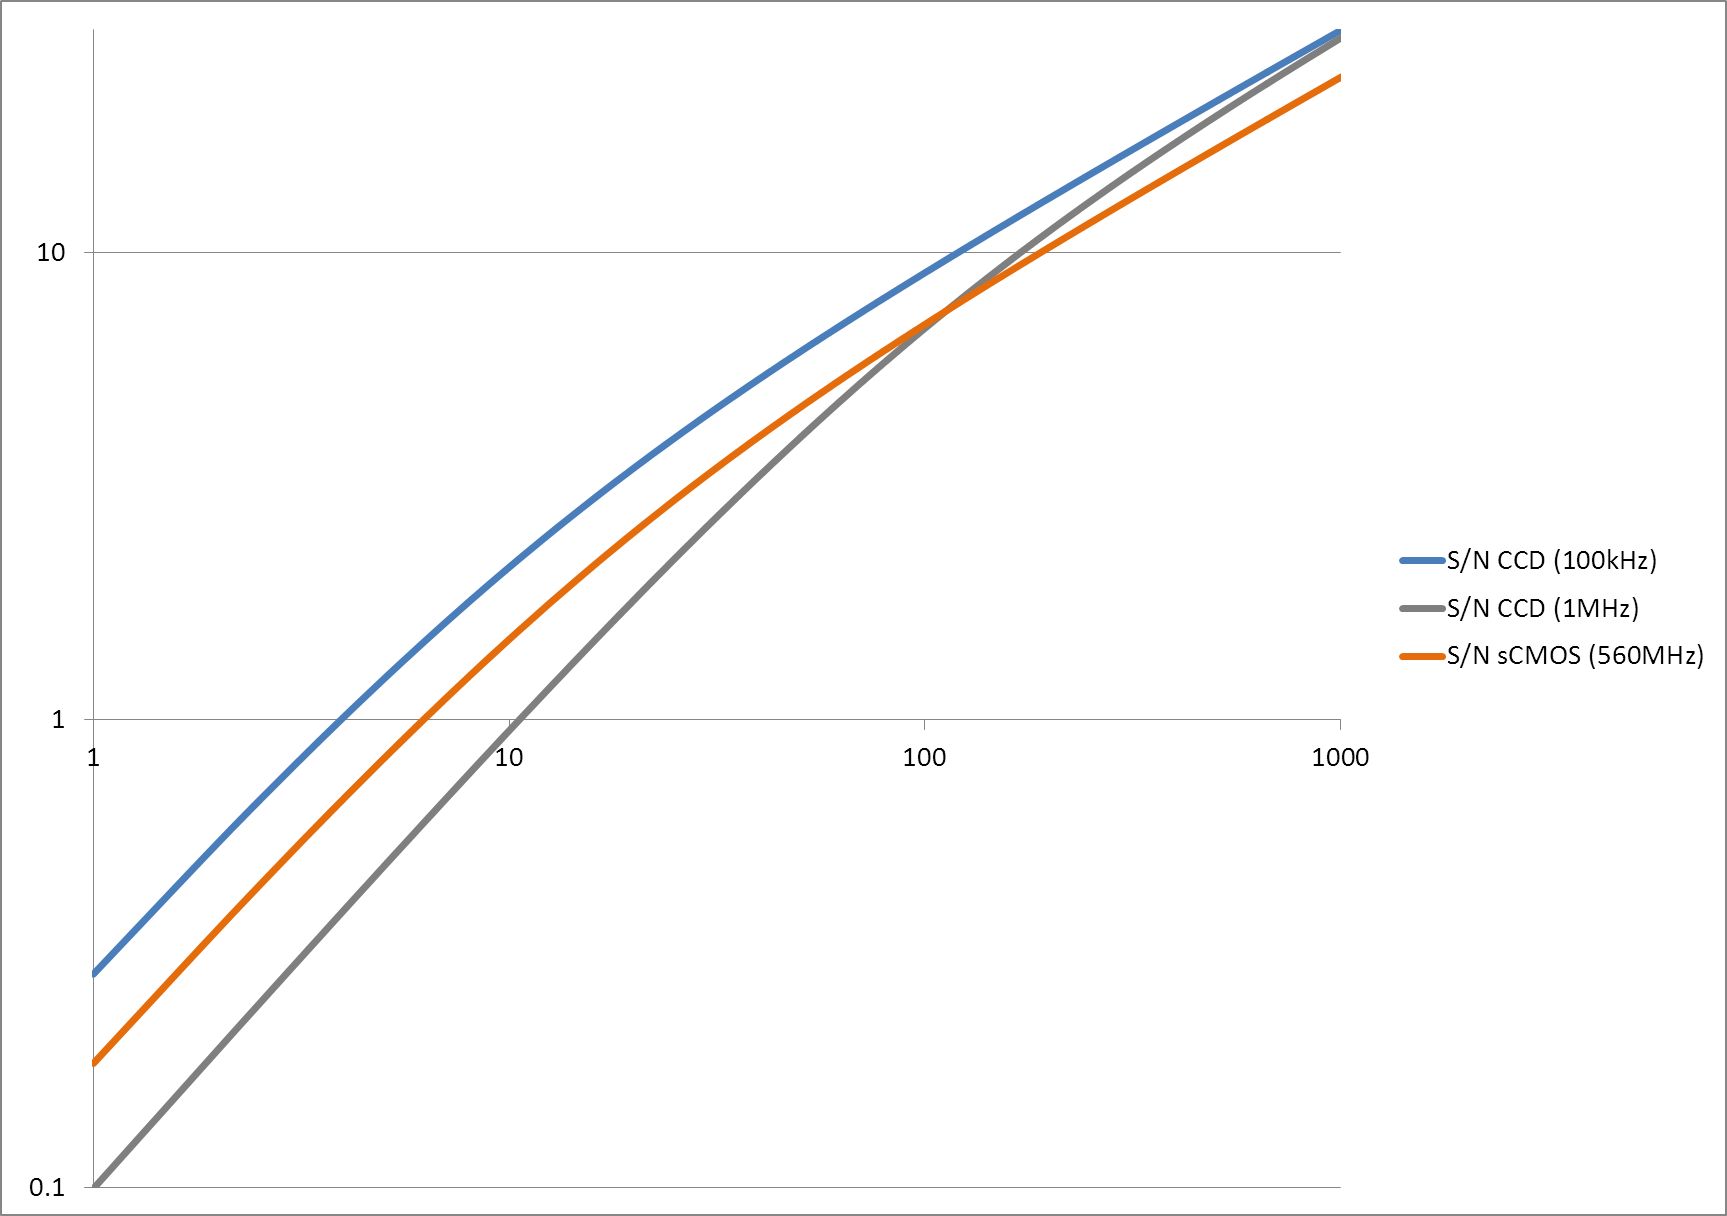 10
1
1 10 100 1000
0.1
S/N CCD (100kHz)
S/N CCD (1MHz)
S/N sCMOS (560MHz)